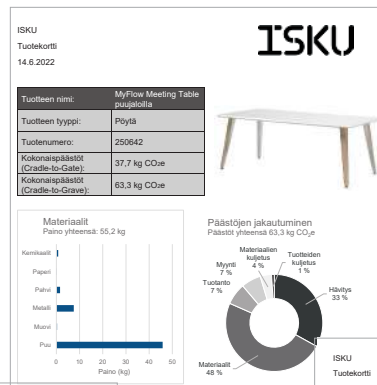 ISKU
Tuotekortti
14.6.2022
ISKU
Tuotteen nimi: MyFlow Meeting Table puujaloilla
Tuotteen tyyppi: Pöytä
Tuotenumero: 250642
Kokonaispäästöt (Cradle-to-Gate): 37,7 kg CO₂e
Kokonaispäästöt (Cradle-to-Grave): 63,3 kg CO₂e
Materiaalit
Paino yhteensä: 55,2 kg
Kemikaalit
Paperi
Pahvi
Metalli
Muovi
Puu
0 10 20 30 40 50
Paino (kg)
Päästöjen jakautuminen
Päästöt yhteensä 63,3 kg CO₂e
Materiaalien kuljetus 4 %
Tuotteiden kuljetus 1 %
Myynti 7 %
Tuotanto 7 %
Hävitys 33 %
Materiaalit 48 %
ISKU
Tuotekortti